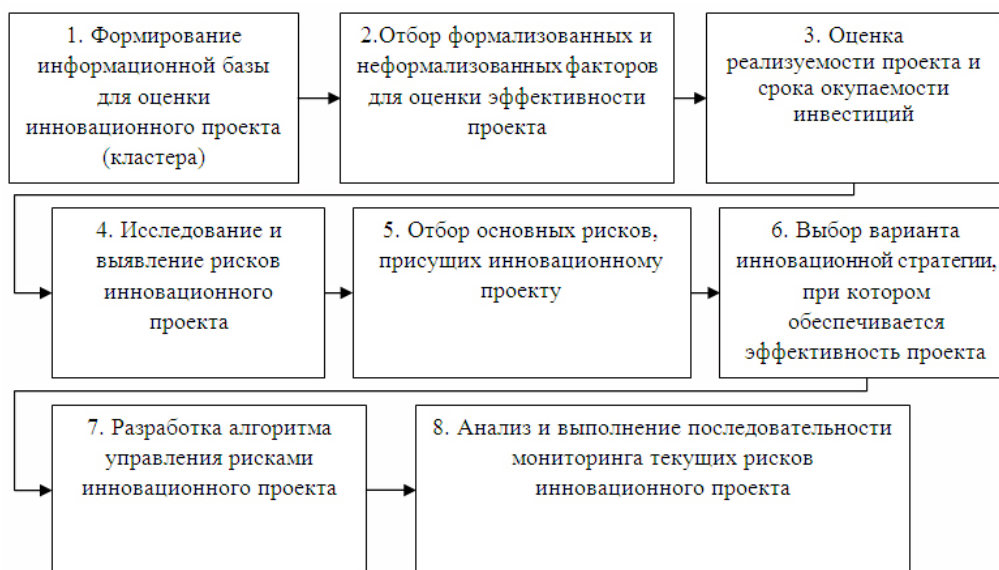 1. Формирование
информационной базы
для оценки
инновационного проекта
(кластера)
2.Отбор формализованных и
неформализованных факторов
для оценки эффективности
проекта
3. Оценка
реализуемости проекта и
срока окупаемости
инвестиций
4. Исследование и
выявление рисков
инновационного
проекта
5. Отбор основных рисков,
присущих инновационному
проекту
6. Выбор варианта
инновационной стратегии,
при котором
обеспечивается
эффективность проекта
7. Разработка алгоритма
управления рисками
инновационного проекта
8. Анализ и выполнение последовательности
мониторинга текущих рисков
инновационного проекта